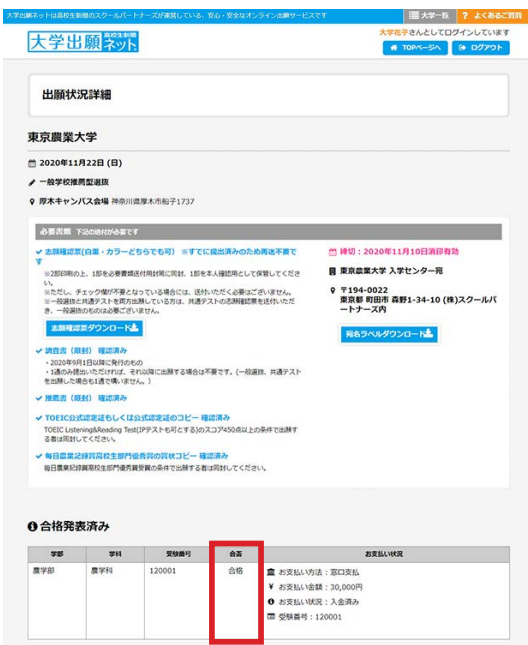 大学出願ネットは高校生新聞のスクールパートナーズが運営している、安心・安全なオンライン出願サービスです
大学一覧
? よくあるご質問
大学出願ネット
高校生新聞
大学花子さんとしてログインしています
TOPページへ
ログアウト
出願状況詳細
東京農業大学
2020年11月22日 (日)
一般学校推薦型選抜
厚木キャンパス会場 神奈川県厚木市船子1737
必要書類 下記の送付が必要です
志願確認票(白黒・カラーどちらでも可) ※すでに提出済みのため再送不要です
※2部印刷の上、1部を必要書類送付用封筒に同封、1部を本人確認用として保管してください。
※ただし、チェック欄が不要となっている場合には、送付いただく必要はございません。
※一般選抜と共通テストを両方出願している方は、共通テストの志願確認票を送付いただき、一般選抜のものは必要ございません。
志願確認票ダウンロード
調査書 (厳封) 確認済み
・2020年9月1日以降に発行のもの
・1通のみ提出いただければ、それ以降に出願する場合は不要です。(一般選抜、共通テストを出願した場合も1通で構いません。)
推薦書 (厳封) 確認済み
TOEIC公式認定証もしくは公式認定証のコピー 確認済み
TOEIC Listening&Reading Test(IPテストも可とする)のスコア450点以上の条件で出願する者は同封してください。
毎日農業記録賞高校生部門優秀賞の賞状コピー 確認済み
毎日農業記録賞高校生部門優秀賞受賞の条件で出願する者は同封してください。
締切：2020年11月10日消印有効
東京農業大学 入学センター宛
〒194-0022
東京都 町田市 森野1-34-10 (株)スクールパートナーズ内
宛名ラベルダウンロード
合格発表済み
学部 学科 受験番号 合否 お支払い状況
農学部 農学科 120001 合格 お支払い方法：窓口支払
お支払い金額：30,000円
お支払い状況：入金済み
受験番号：120001